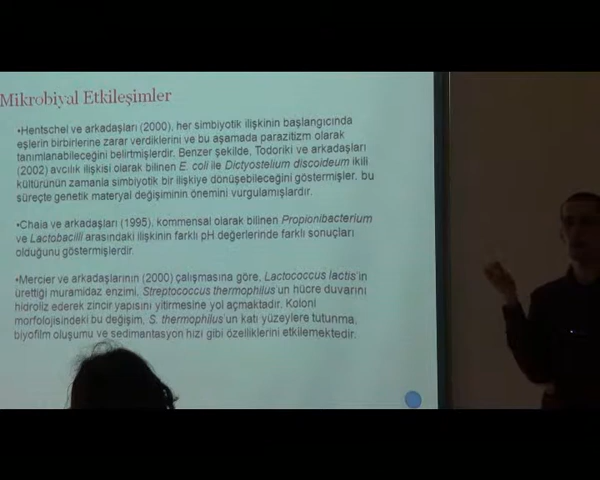 Mikrobiyal Etkileşimler
•Hentschel ve arkadaşları (2000), her simbiyotik ilişkinin başlangıcında
eşlerin birbirlerine zarar verdiklerini ve bu aşamada parazitizm olarak
tanımlanabileceğini belirtmişlerdir. Benzer şekilde, Todoriki ve arkadaşları
(2002) avcılık ilişkisi olarak bilinen E. coli ile Dictyostelium discoideum ikili
kültürünün zamanla simbiyotik bir ilişkiye dönüşebileceğini göstermişler, bu
süreçte genetik materyal değişiminin önemini vurgulamışlardır.
•Chaia ve arkadaşları (1995), kommensal olarak bilinen Propionibacterium
ve Lactobacilli arasındaki ilişkinin farklı pH değerlerinde farklı sonuçları
olduğunu göstermişlerdir.
•Mercier ve arkadaşlarının (2000) çalışmasına göre, Lactococcus lactis'in
ürettiği muramidaz enzimi, Streptococcus thermophilus'un hücre duvarını
hidroliz ederek zincir yapısını yitirmesine yol açmaktadır. Koloni
morfolojisindeki bu değişim, S. thermophilus'un katı yüzeylere tutunma,
biyofilm oluşumu ve sedimantasyon hızı gibi özelliklerini etkilemektedir.